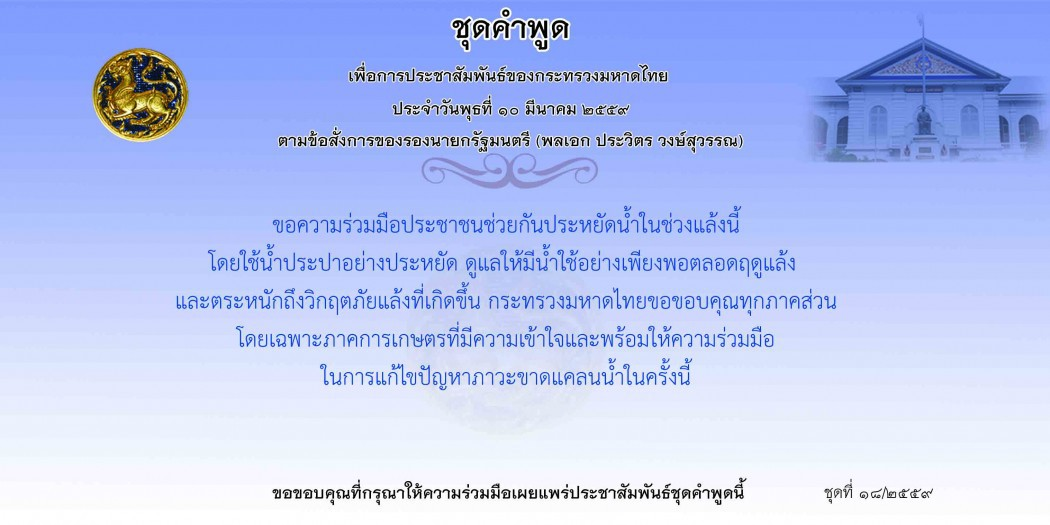 ชุดคำพูด
เพื่อการประชาสัมพันธ์ของกระทรวงมหาดไทย
ประจำวันพุธที่ ๑๐ มีนาคม ๒๕๕๙
ตามข้อสั่งการของรองนายกรัฐมนตรี (พลเอก ประวิตร วงษ์สุวรรณ)
ขอความร่วมมือประชาชนช่วยกันประหยัดน้ำในช่วงแล้งนี้
โดยใช้น้ำประปาอย่างประหยัด ดูแลให้มีน้ำใช้อย่างเพียงพอตลอดฤดูแล้ง
และตระหนักถึงวิกฤตภัยแล้งที่เกิดขึ้น กระทรวงมหาดไทยขอขอบคุณทุกภาคส่วน
โดยเฉพาะภาคการเกษตรที่มีความเข้าใจและพร้อมให้ความร่วมมือ
ในการแก้ไขปัญหาภาวะขาดแคลนน้ำในครั้งนี้
ขอขอบคุณที่กรุณาให้ความร่วมมือเผยแพร่ประชาสัมพันธ์ชุดคำพูดนี้ ชุดที่ ๑๘/๒๕๕๙